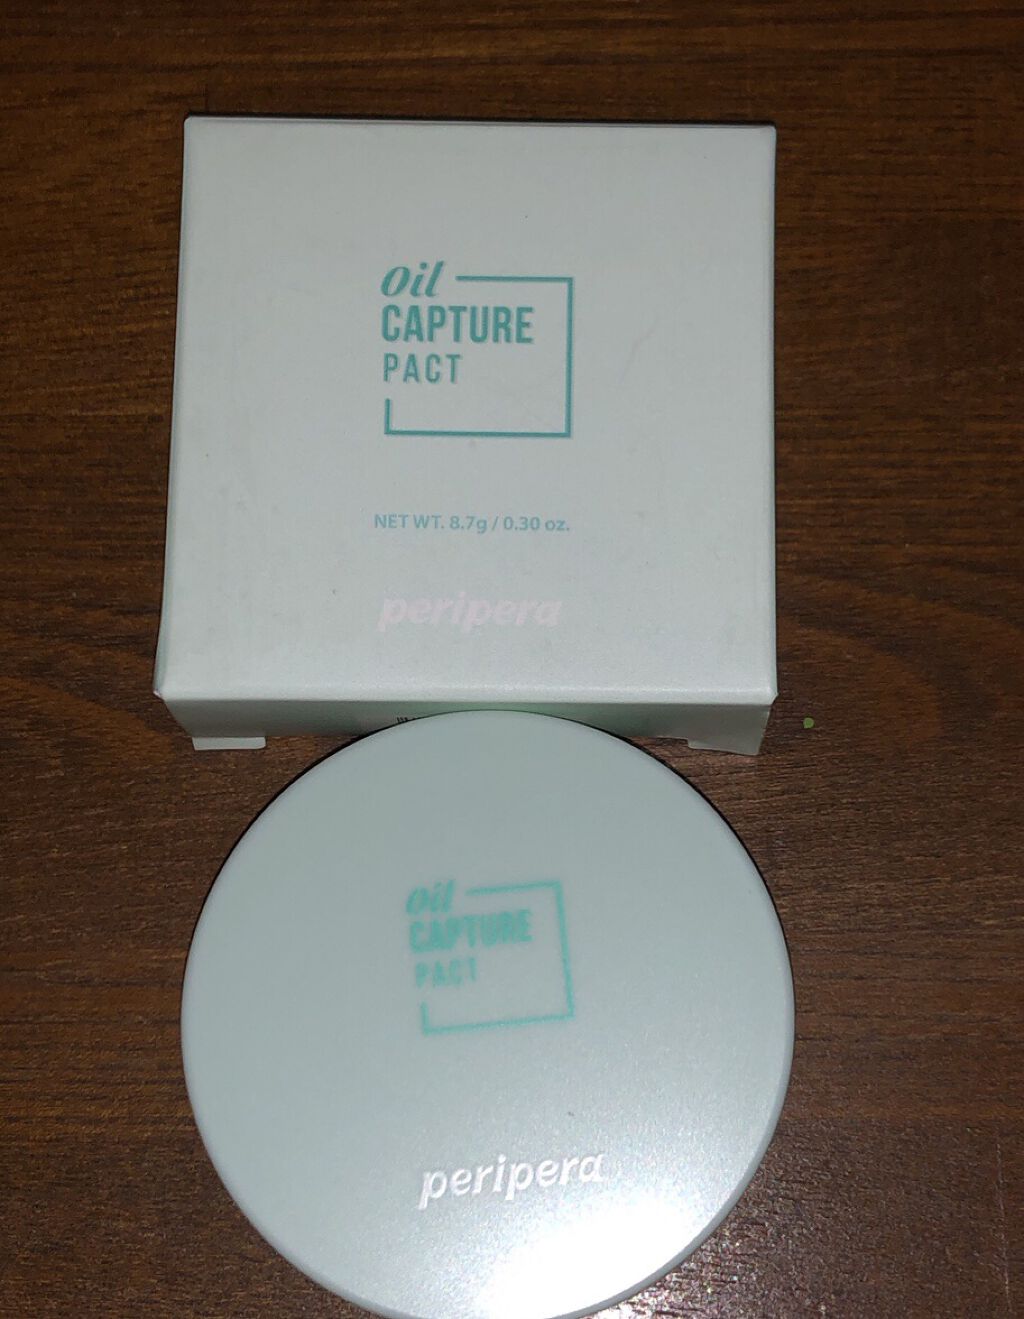 oil
CAPTURE
PACT
NET WT. 8.7g / 0.30 oz.
peripera
oil
CAPTURE
PACT
peripera